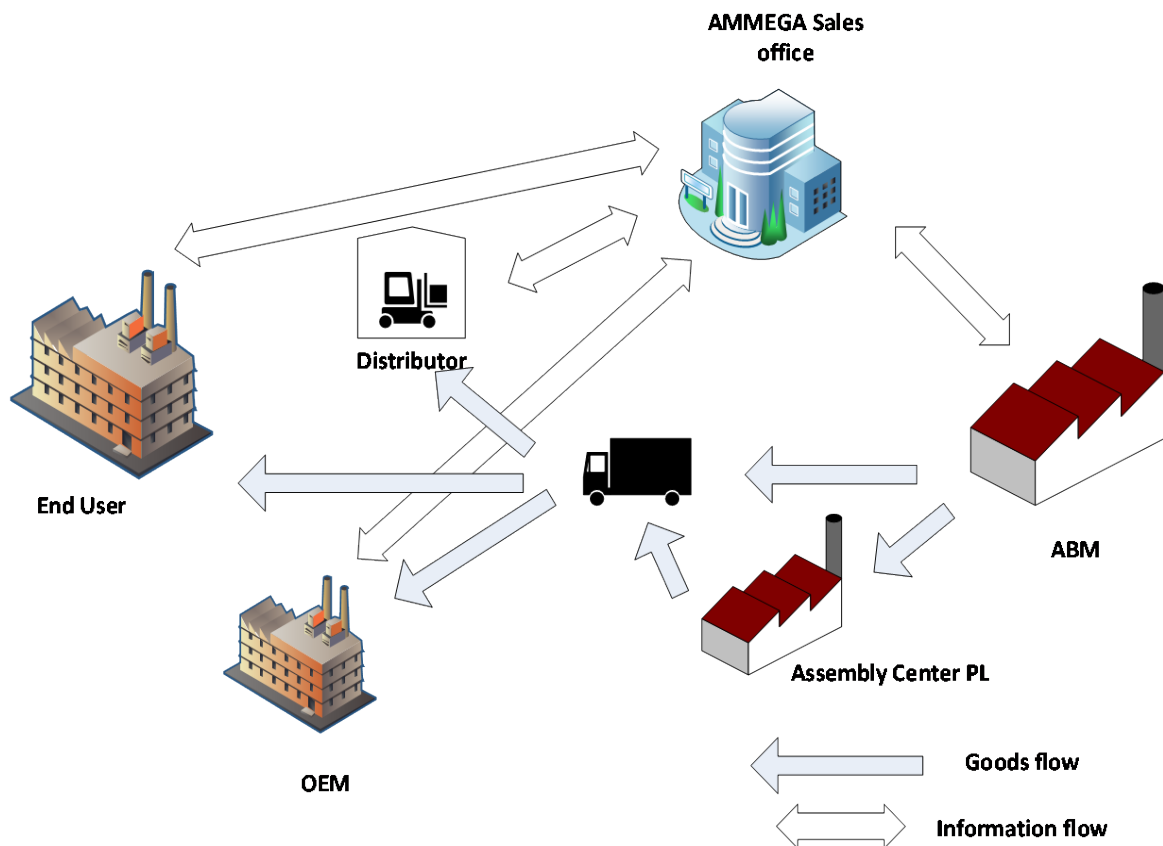 AMMEGA Sales
office
Distributor
End User
ABM
Assembly Center PL
OEM
Goods flow
Information flow